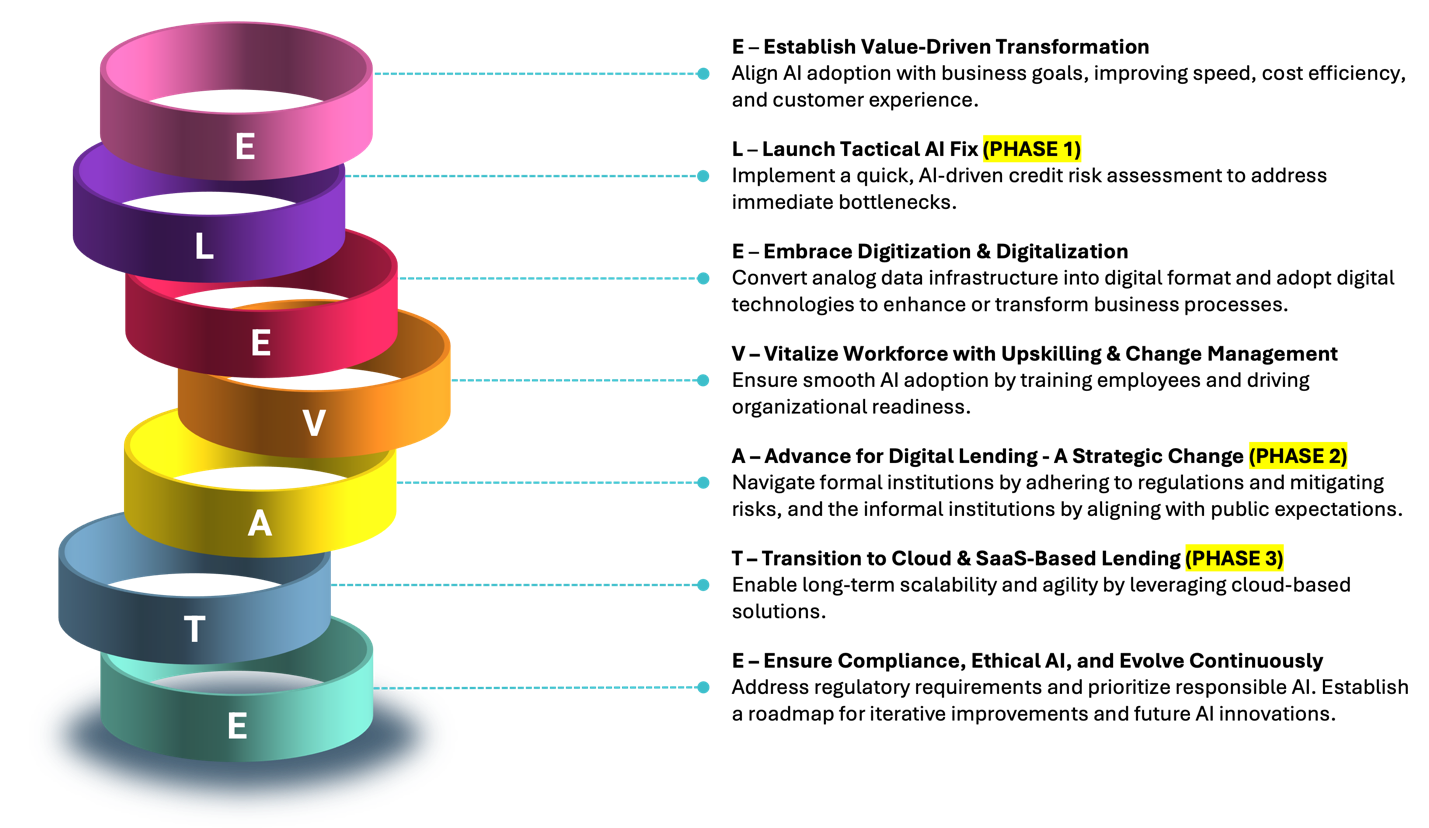 E
L
E
V
A
T
E
E – Establish Value-Driven Transformation
Align AI adoption with business goals, improving speed, cost efficiency,
and customer experience.
L – Launch Tactical AI Fix (PHASE 1)
Implement a quick, AI-driven credit risk assessment to address
immediate bottlenecks.
E – Embrace Digitization & Digitalization
Convert analog data infrastructure into digital format and adopt digital
technologies to enhance or transform business processes.
V – Vitalize Workforce with Upskilling & Change Management
Ensure smooth AI adoption by training employees and driving
organizational readiness.
A – Advance for Digital Lending - A Strategic Change (PHASE 2)
Navigate formal institutions by adhering to regulations and mitigating
risks, and the informal institutions by aligning with public expectations.
T – Transition to Cloud & SaaS-Based Lending (PHASE 3)
Enable long-term scalability and agility by leveraging cloud-based
solutions.
E – Ensure Compliance, Ethical AI, and Evolve Continuously
Address regulatory requirements and prioritize responsible AI. Establish
a roadmap for iterative improvements and future AI innovations.